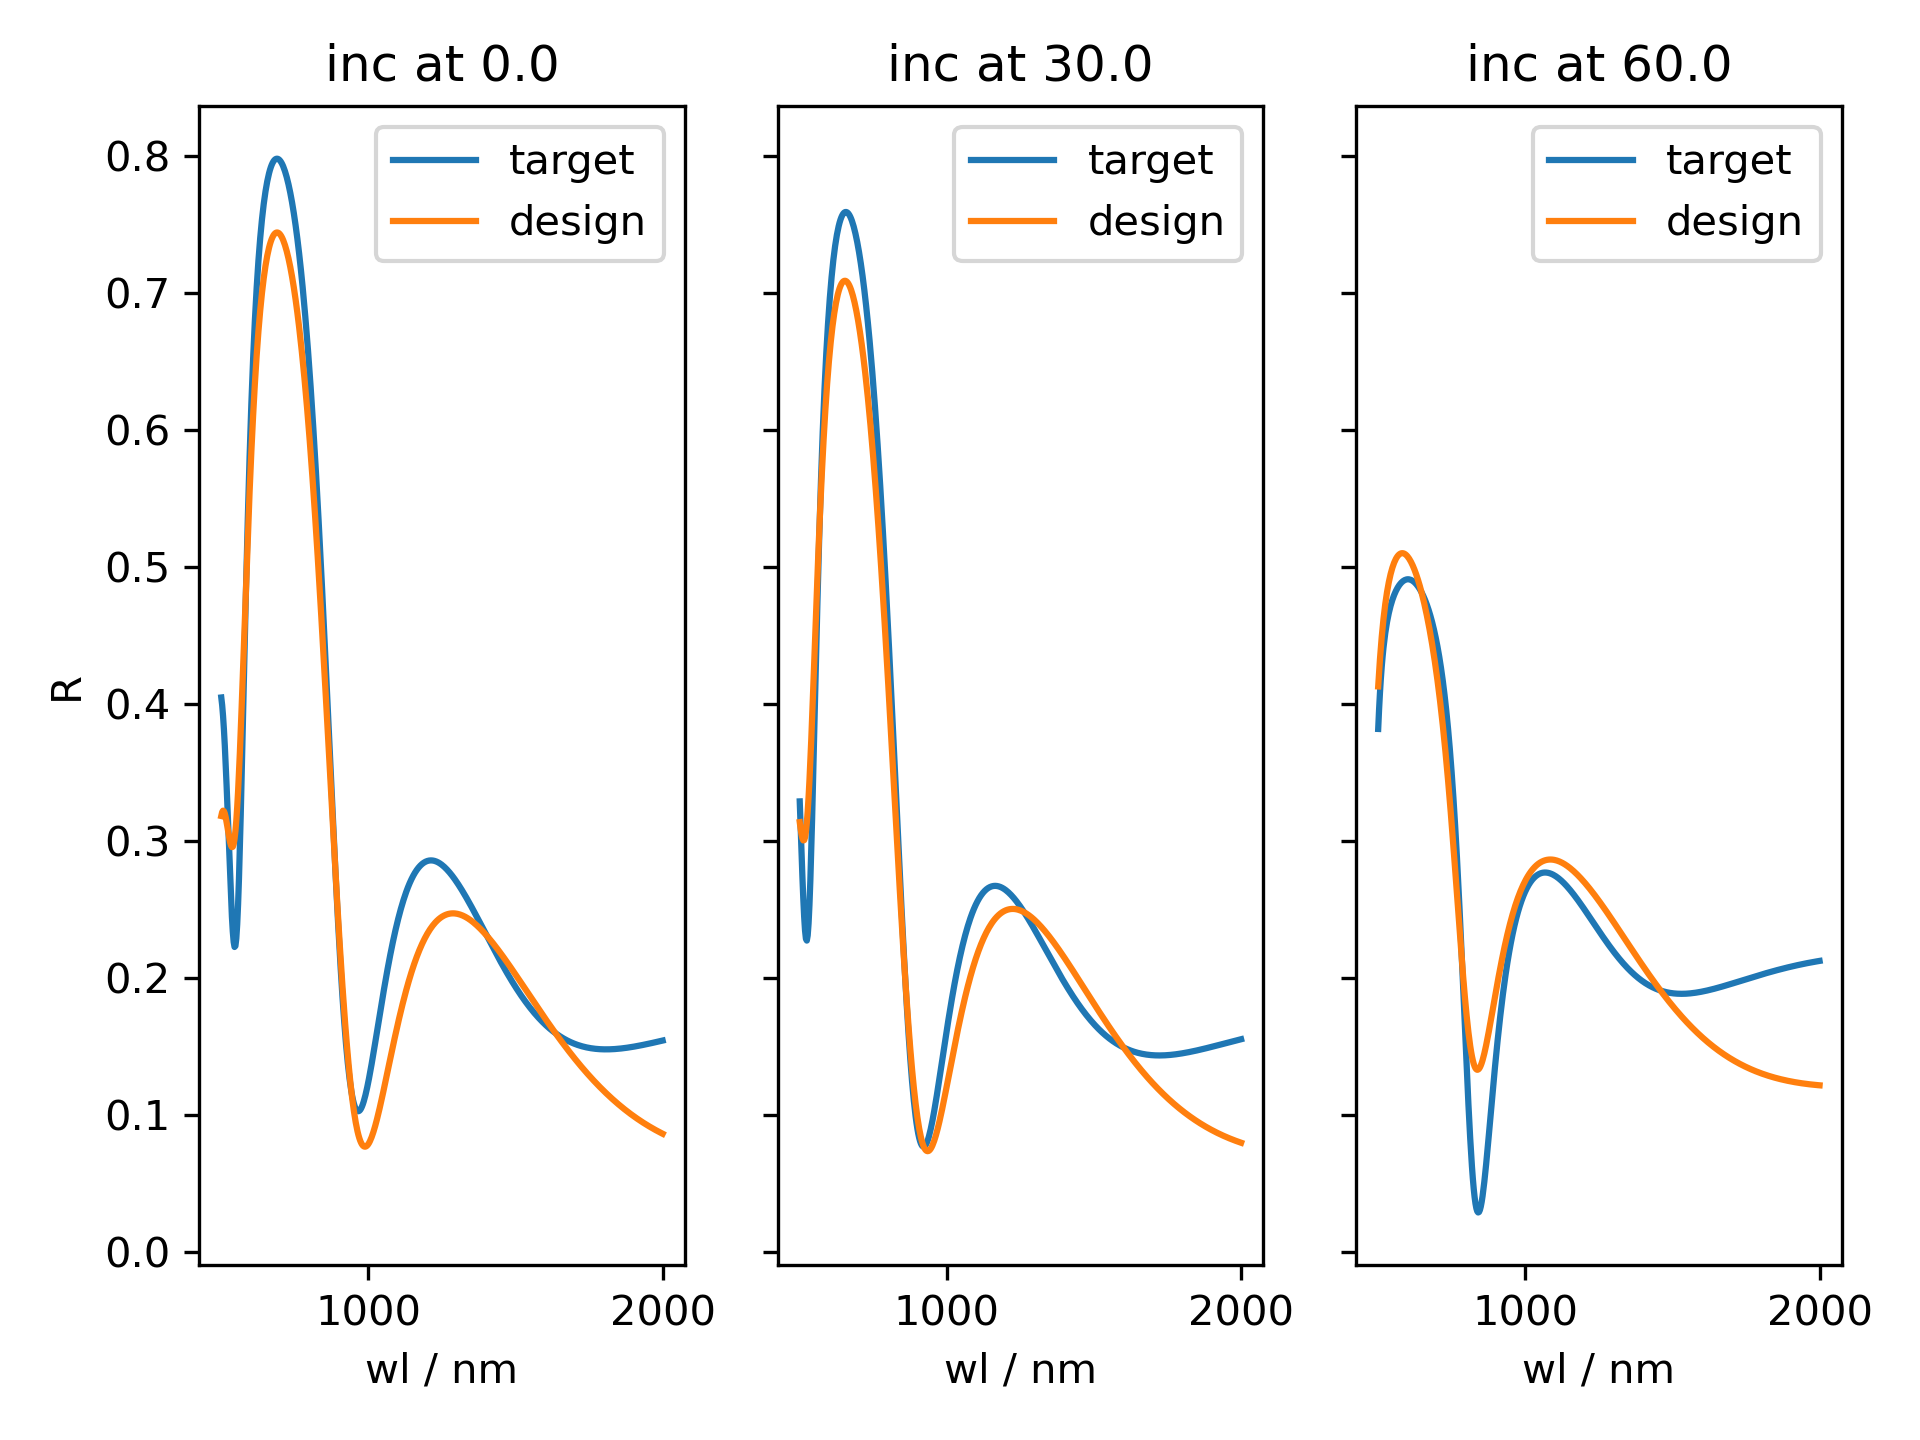 inc at 0.0
inc at 30.0
inc at 60.0
target
design
target
design
target
design
R
0.8
0.7
0.6
0.5
0.4
0.3
0.2
0.1
0.0
1000
2000
1000
2000
1000
2000
wl / nm
wl / nm
wl / nm